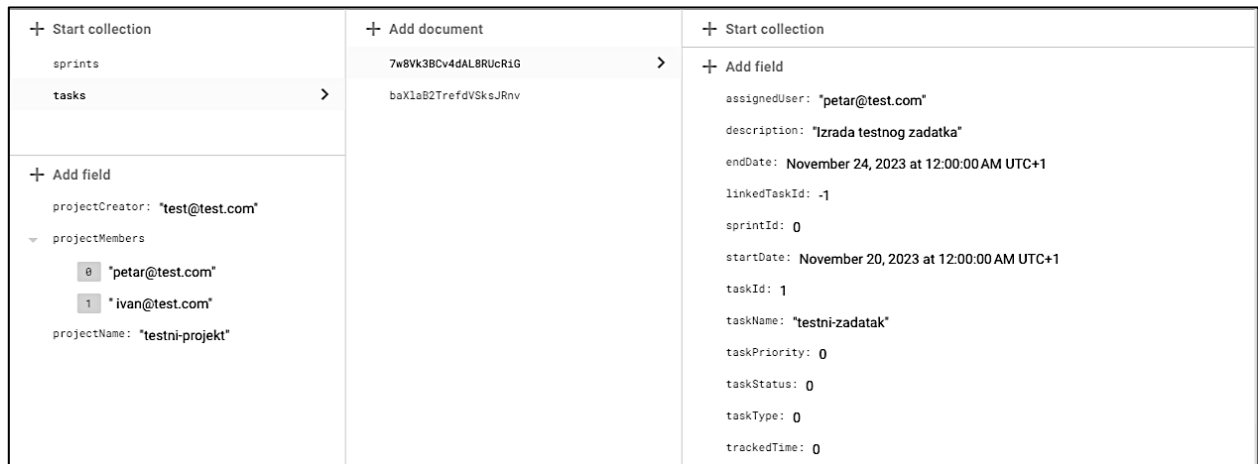 + Start collection
sprints
tasks
+ Add field
projectCreator: "test@test.com"
projectMembers
0 "petar@test.com"
1 " ivan@test.com"
projectName: "testni-projekt"
+ Add document
7w8Vk3BCv4dAL8RUcRiG
baXlaB2TrefdVSksJRnv
+ Start collection
+ Add field
assignedUser: "petar@test.com"
description: "Izrada testnog zadatka"
endDate: November 24, 2023 at 12:00:00 AM UTC+1
linkedTaskId: -1
sprintId: 0
startDate: November 20, 2023 at 12:00:00 AM UTC+1
taskId: 1
taskName: "testni-zadatak"
taskPriority: 0
taskStatus: 0
taskType: 0
trackedTime: 0